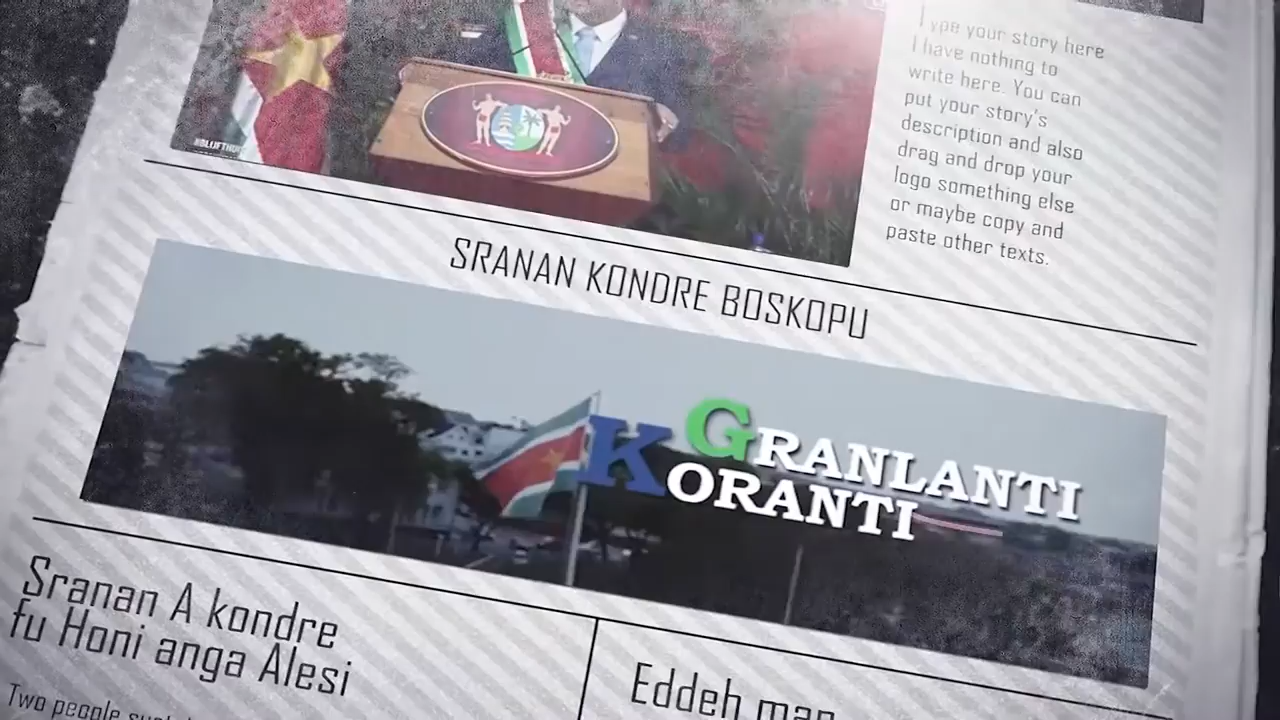 Type your story here
I have nothing to
write here. You can
put your story's
description and also
drag and drop your
logo something else
or maybe copy and
paste other texts.
SRANAN KONDRE BOSKOPU
GRANLANTI
KORANTI
Sranan A kondre
fu Honi anga Alesi
Eddeh man
Two people